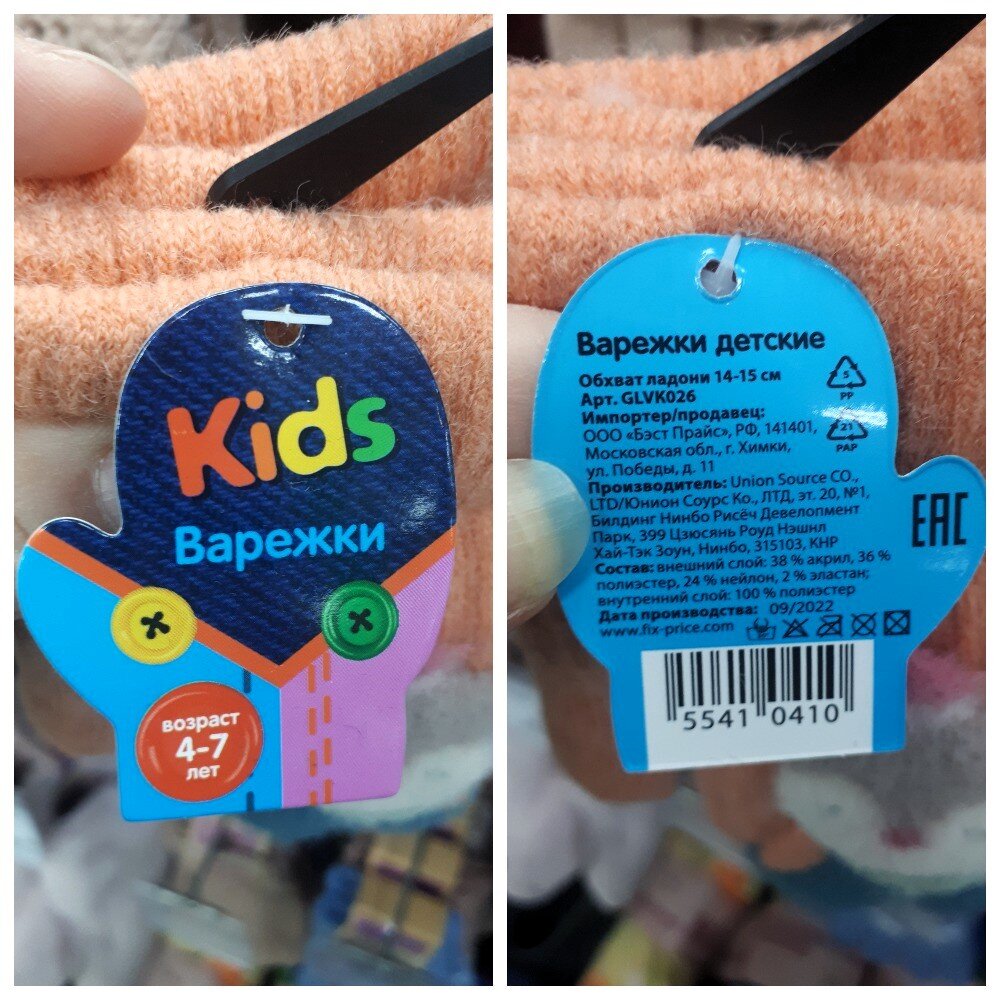 Kids
Варежки
возраст
4-7
лет
Варежки детские
Обхват ладони 14-15 см
Арт. GLVK026
Импортер/продавец:
ООО «Бэст Прайс», РФ, 141401,
Московская обл., г. Химки,
ул. Победы, д. 11
Производитель: Union Source CO.,
LTD/Юнион Соурс Ко., ЛТД, эт. 20, №1,
Билдинг Нинбо Рисёч Девелопмент
Парк, 399 Цзюсянь Роуд Нэшнл
Хай-Тэк Зоун, Нинбо, 315103, КНР
Состав: внешний слой: 38 % акрил, 36 %
полиэстер, 24 % нейлон, 2 % эластан;
внутренний слой: 100 % полиэстер
Дата производства: 09/2022
www.fix-price.com
5
PP
21
PAP
EAC
5541 0410